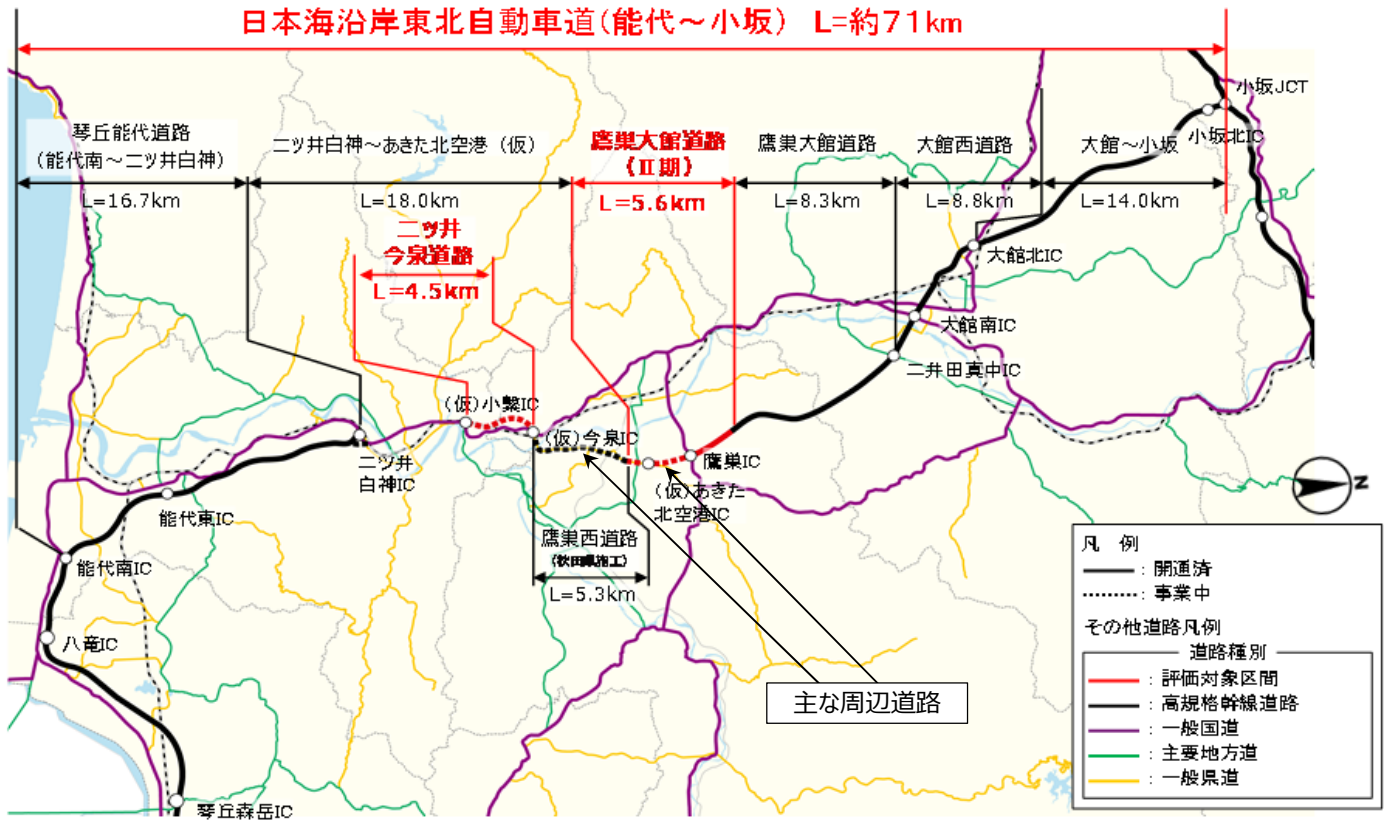 日本海沿岸東北自動車道(能代～小坂) L=約71km
琴丘能代道路
(能代南～二ツ井白神)
L=16.7km
二ツ井白神～あきた北空港（仮）
L=18.0km
鷹巣大館道路
(Ⅱ期)
L=5.6km
鷹巣大館道路
L=8.3km
大館西道路
L=8.8km
大館～小坂
L=14.0km
小坂JCT
小坂北IC
二ツ井
今泉道路
L=4.5km
大館北IC
大館南IC
二井田真中IC
(仮)小繋IC
(仮)今泉IC
鷹巣IC
(仮)あきた
北空港IC
二ツ井
白神IC
能代東IC
能代南IC
八竜IC
琴丘森岳IC
鷹巣西道路
(秋田県施工)
L=5.3km
主な周辺道路
N
凡 例
：開通済
：事業中
その他道路凡例
道路種別
：評価対象区間
：高規格幹線道路
：一般国道
：主要地方道
：一般県道